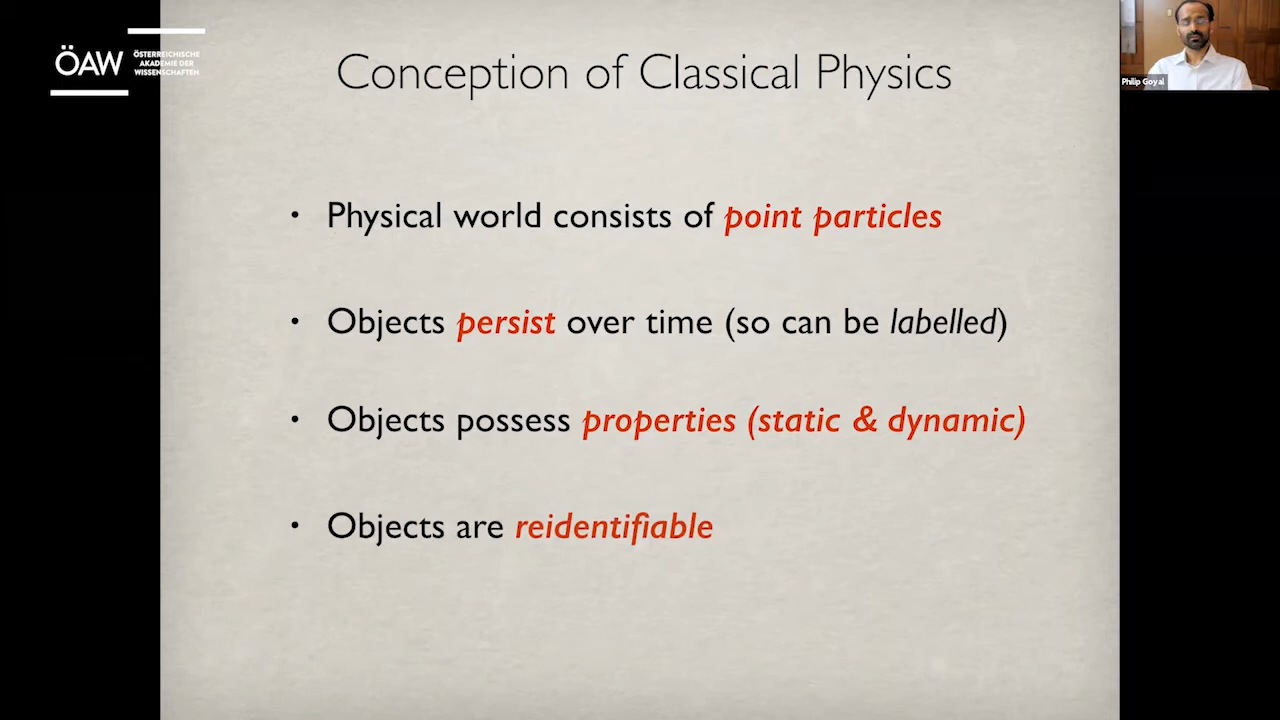 ÖAW
ÖSTERREICHISCHE
AKADEMIE DER
WISSENSCHAFTEN
Conception of Classical Physics
Philip Goyal
• Physical world consists of point particles
• Objects persist over time (so can be labelled)
• Objects possess properties (static & dynamic)
• Objects are reidentifiable